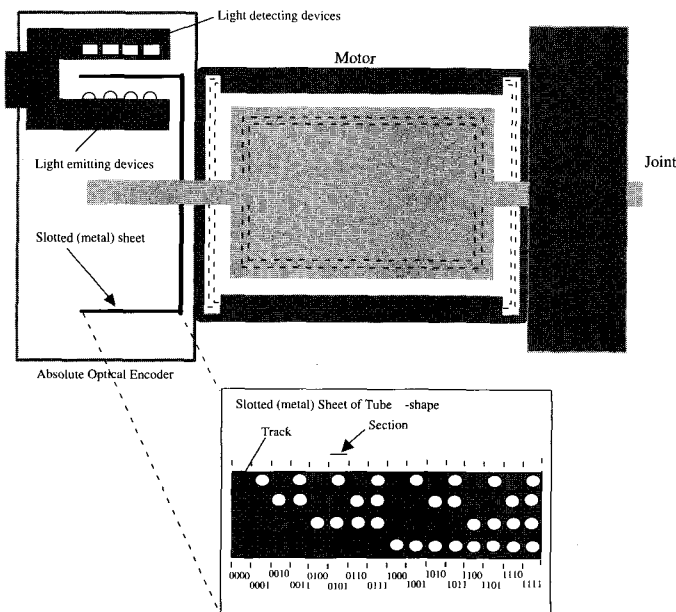 Light detecting devices
Motor
Joint
Light emitting devices
Slotted (metal) sheet
Absolute Optical Encoder
Slotted (metal) Sheet of Tube -shape
Track
Section
0000 0010 0100 0110 1000 1010 1100 1110
0001 0011 0101 0111 1001 1011 1101 1111